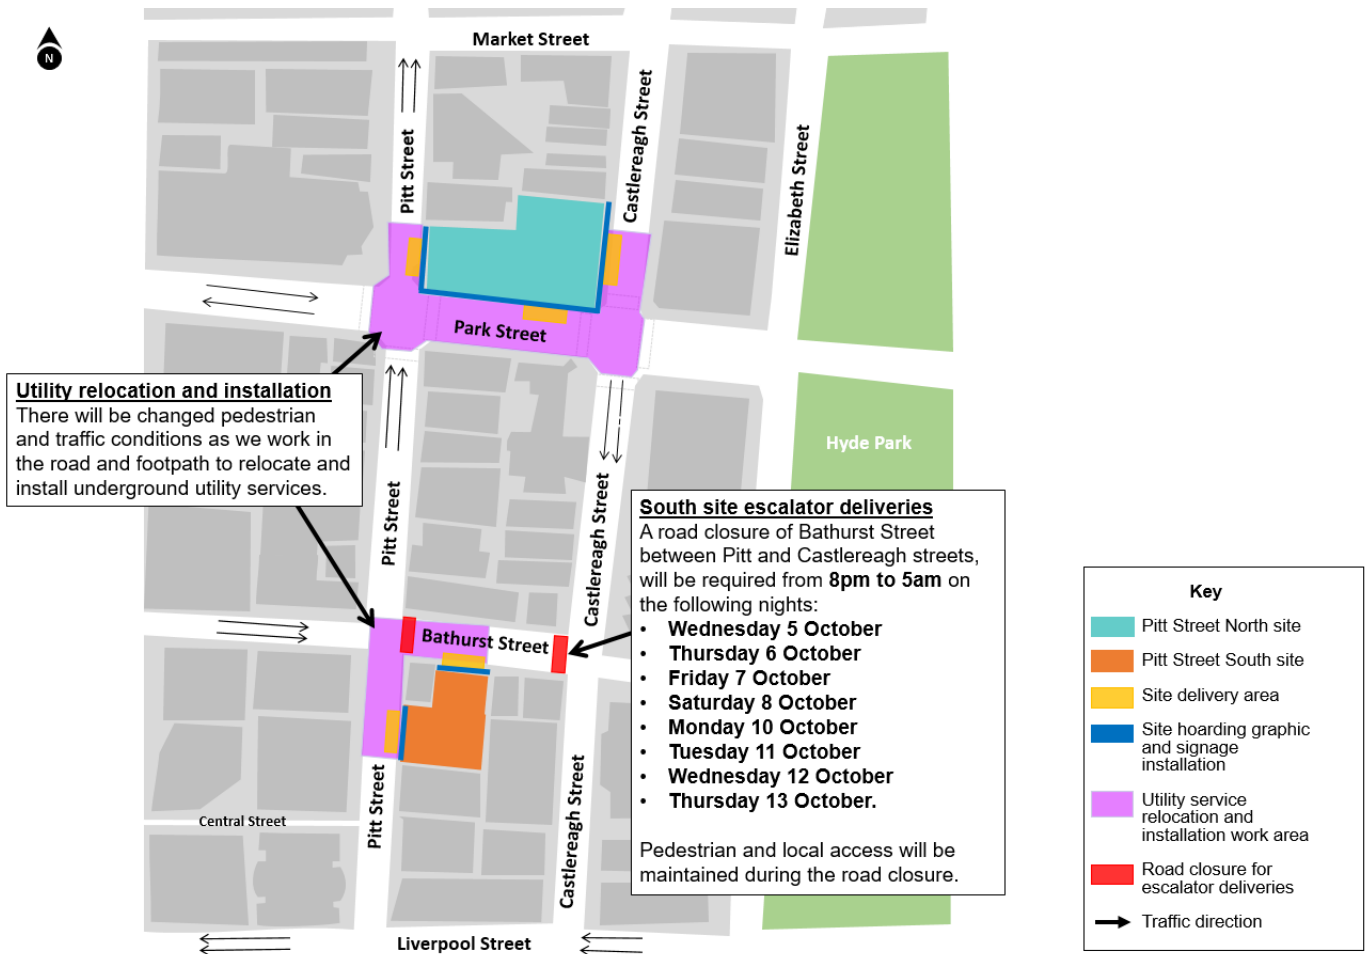 Market Street
N
Pitt Street
Castlereagh Street
Elizabeth Street
Park Street
Utility relocation and installation
There will be changed pedestrian
and traffic conditions as we work in
the road and footpath to relocate and
install underground utility services.
Hyde Park
Pitt Street
Castlereagh Street
South site escalator deliveries
A road closure of Bathurst Street
between Pitt and Castlereagh streets,
will be required from 8pm to 5am on
the following nights:
• Wednesday 5 October
• Thursday 6 October
• Friday 7 October
• Saturday 8 October
• Monday 10 October
• Tuesday 11 October
• Wednesday 12 October
• Thursday 13 October.
Pedestrian and local access will be
maintained during the road closure.
Bathurst Street
Pitt Street
Castlereagh Street
Central Street
Liverpool Street
Key
Pitt Street North site
Pitt Street South site
Site delivery area
Site hoarding graphic
and signage
installation
Utility service
relocation and
installation work area
Road closure for
escalator deliveries
Traffic direction